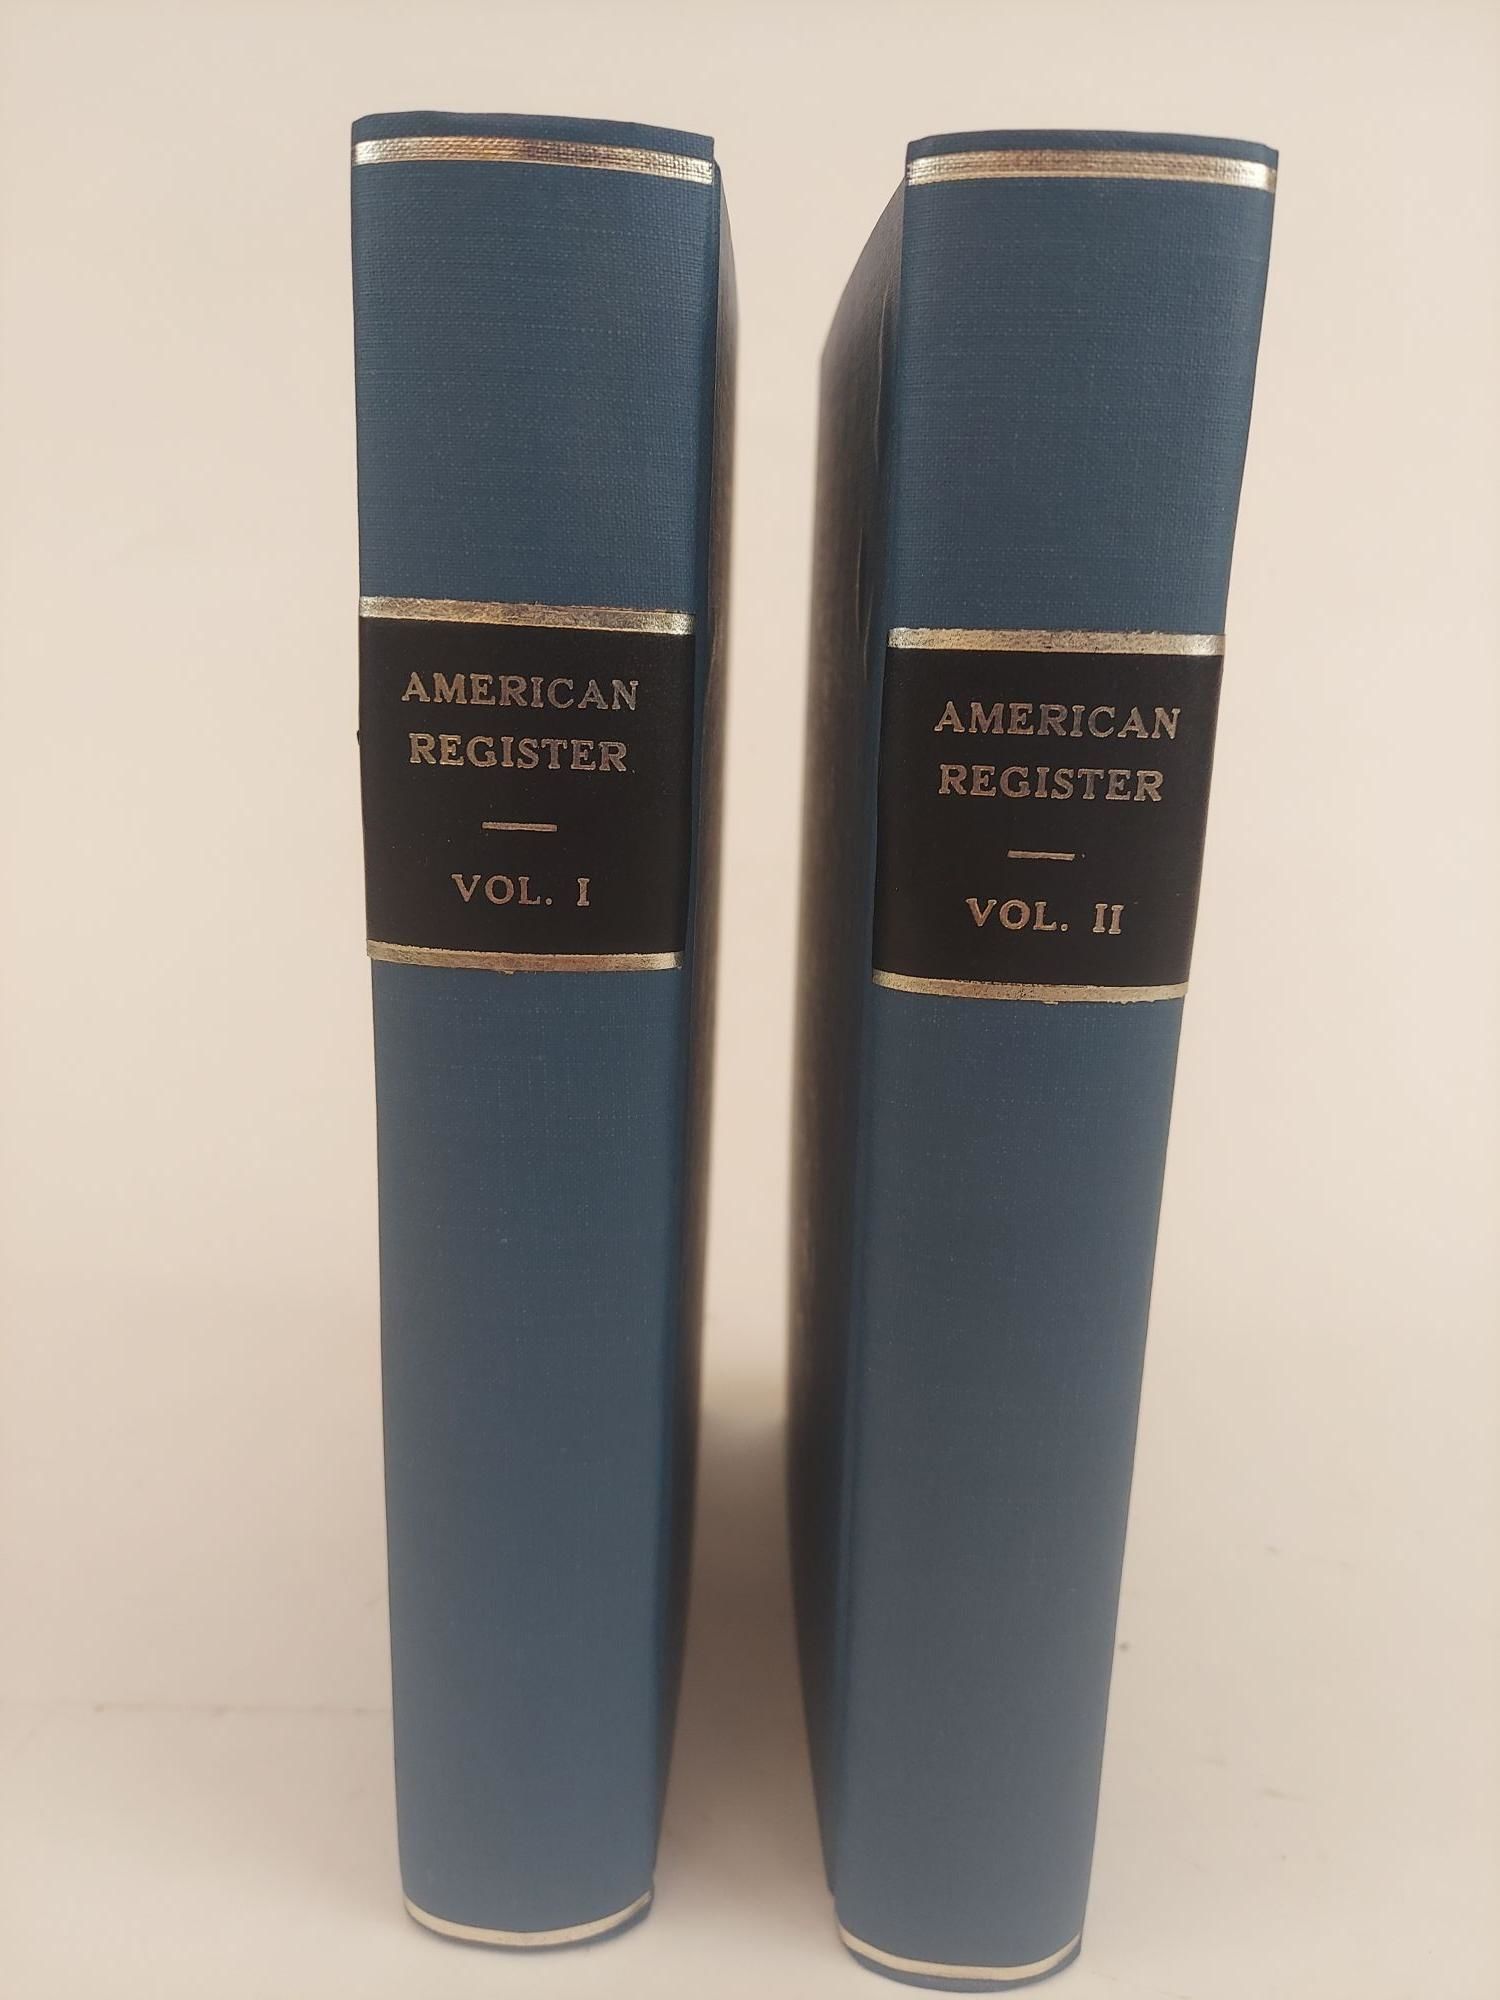 AMERICAN
REGISTER
VOL. I
AMERICAN
REGISTER
VOL. II